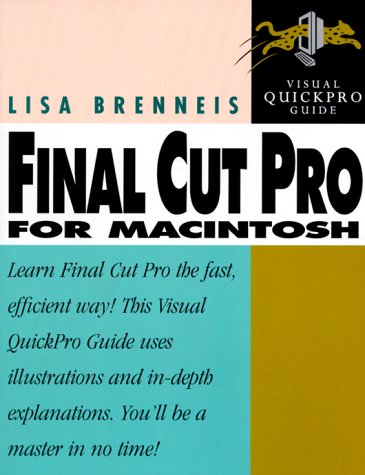 VISUAL
QUICKPRO
GUIDE
LISA BRENNEIS
FINAL CUT PRO
FOR MACINTOSH
Learn Final Cut Pro the fast,
efficient way! This Visual
QuickPro Guide uses
illustrations and in-depth
explanations. You'll be a
master in no time!